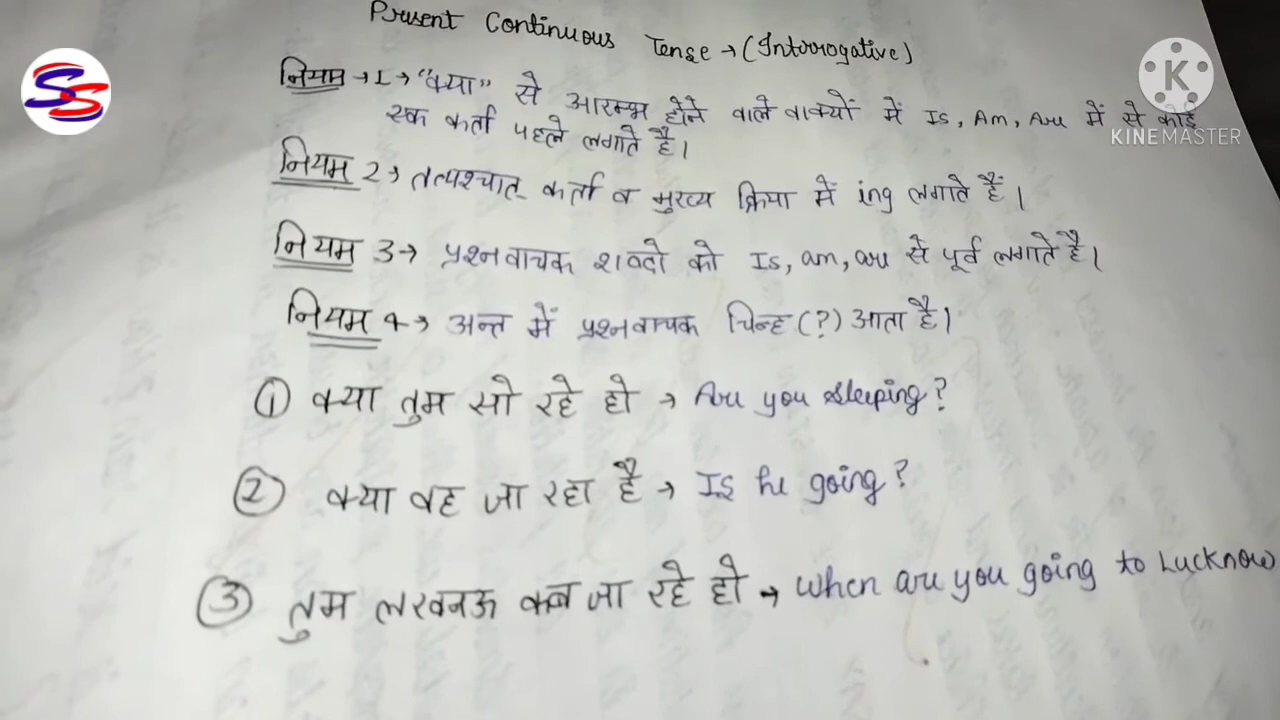 Present Continuous Tense → (Interrogative)
नियम → 1 → "क्या" से आरम्भ होने वाले वाक्यों में Is, Am, Are में से कोई
एक कर्ता पहले लगाते है।
नियम 2 → तत्पश्चात् कर्ता व मुख्य क्रिया में ing लगाते हैं।
नियम 3 → प्रश्नवाचक शब्दो को Is, am, are से पूर्व लगाते है।
नियम 4 → अन्त में प्रश्नवाचक चिन्ह (?) आता है।
① क्या तुम सो रहे हो → Are you sleeping?
② क्या वह जा रहा है → Is he going?
③ तुम लखनऊ कब जा रहे हो → When are you going to Lucknow
SS
K
KINEMASTER